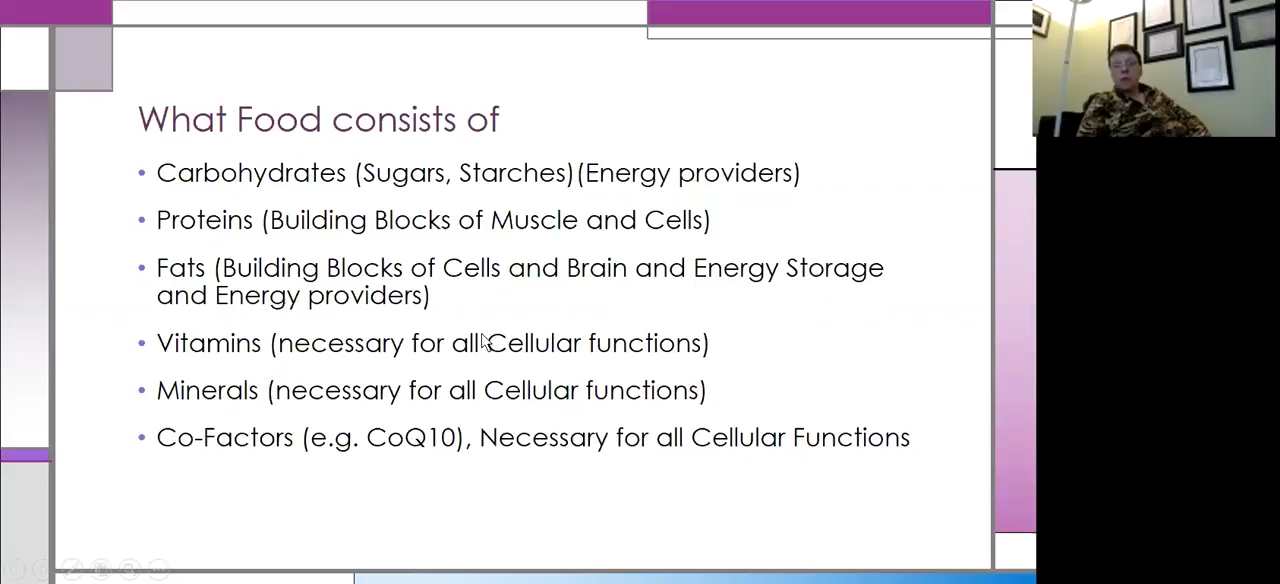 What Food consists of
• Carbohydrates (Sugars, Starches)(Energy providers)
• Proteins (Building Blocks of Muscle and Cells)
• Fats (Building Blocks of Cells and Brain and Energy Storage
and Energy providers)
• Vitamins (necessary for all Cellular functions)
• Minerals (necessary for all Cellular functions)
• Co-Factors (e.g. CoQ10), Necessary for all Cellular Functions